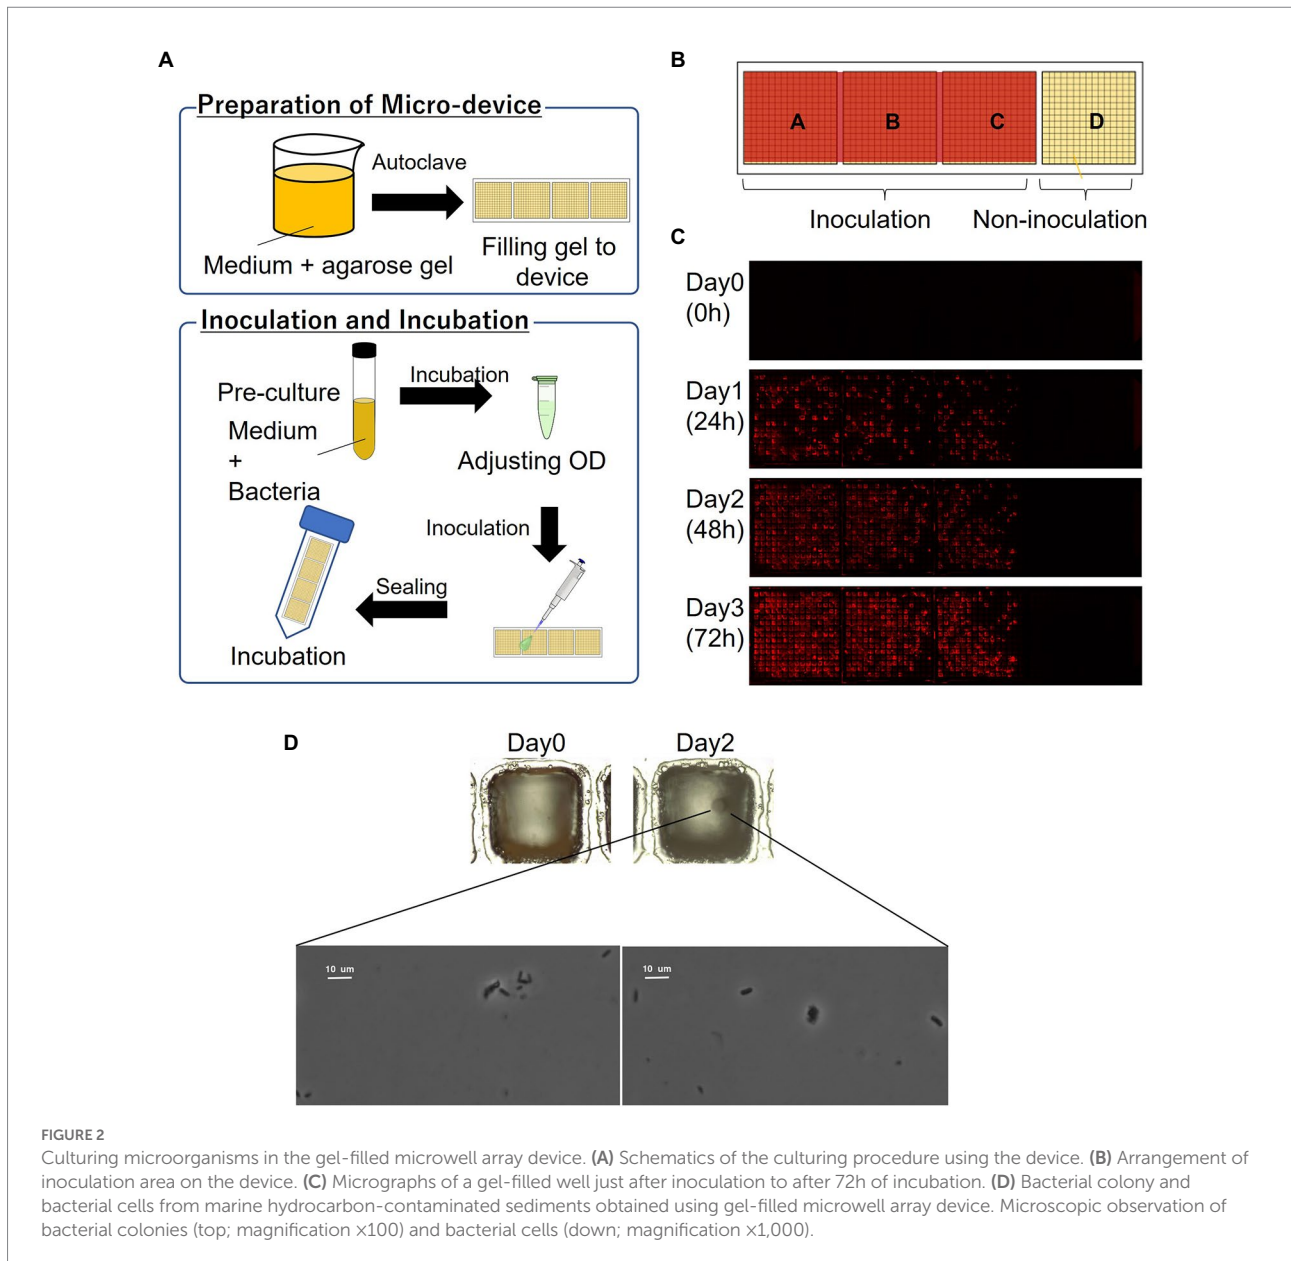 A
Preparation of Micro-device
Autoclave
Medium + agarose gel
Filling gel to
device
Inoculation and Incubation
Pre-culture
Incubation
Medium
+
Bacteria
Adjusting OD
Inoculation
Sealing
Incubation
B
A B C D
Inoculation Non-inoculation
C
Day0
(0h)
Day1
(24h)
Day2
(48h)
Day3
(72h)
D
Day0 Day2
10 um 10 um
FIGURE 2
Culturing microorganisms in the gel-filled microwell array device. (A) Schematics of the culturing procedure using the device. (B) Arrangement of
inoculation area on the device. (C) Micrographs of a gel-filled well just after inoculation to after 72h of incubation. (D) Bacterial colony and
bacterial cells from marine hydrocarbon-contaminated sediments obtained using gel-filled microwell array device. Microscopic observation of
bacterial colonies (top; magnification ×100) and bacterial cells (down; magnification ×1,000).